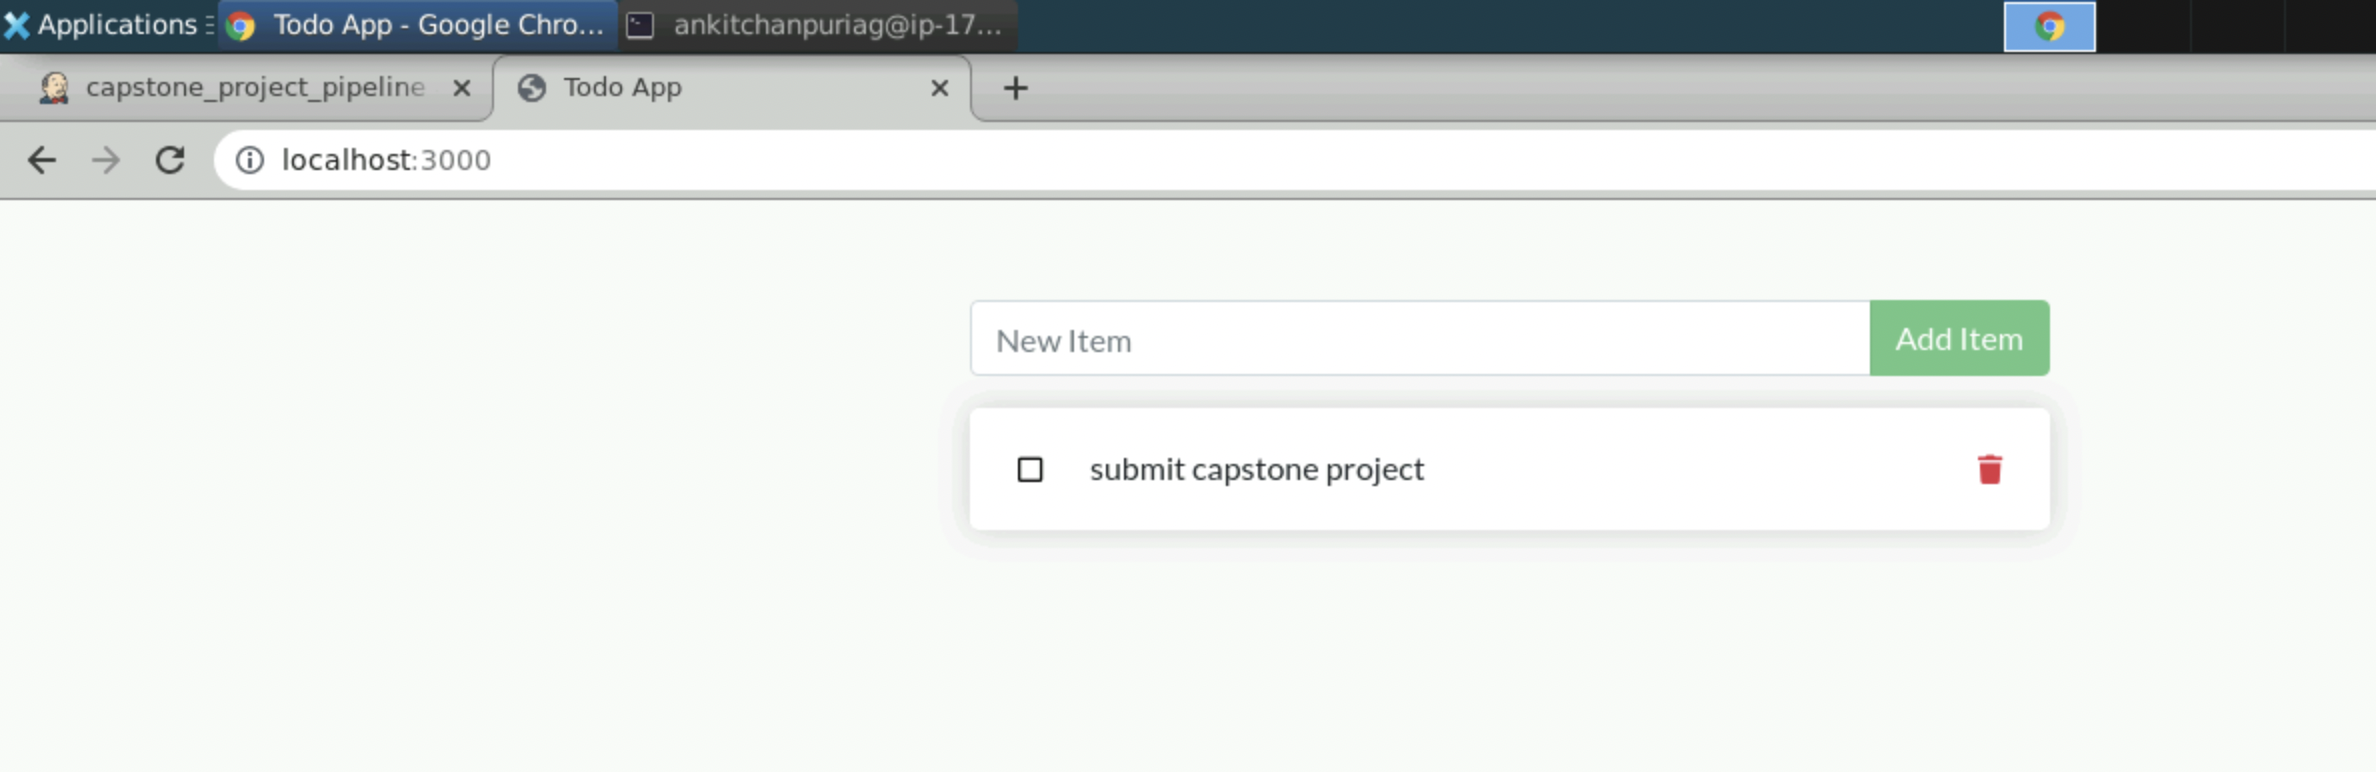 Applications Todo App - Google Chro... ankitchanpuriag@ip-17...
capstone_project_pipeline Todo App
localhost:3000
New Item Add Item
submit capstone project